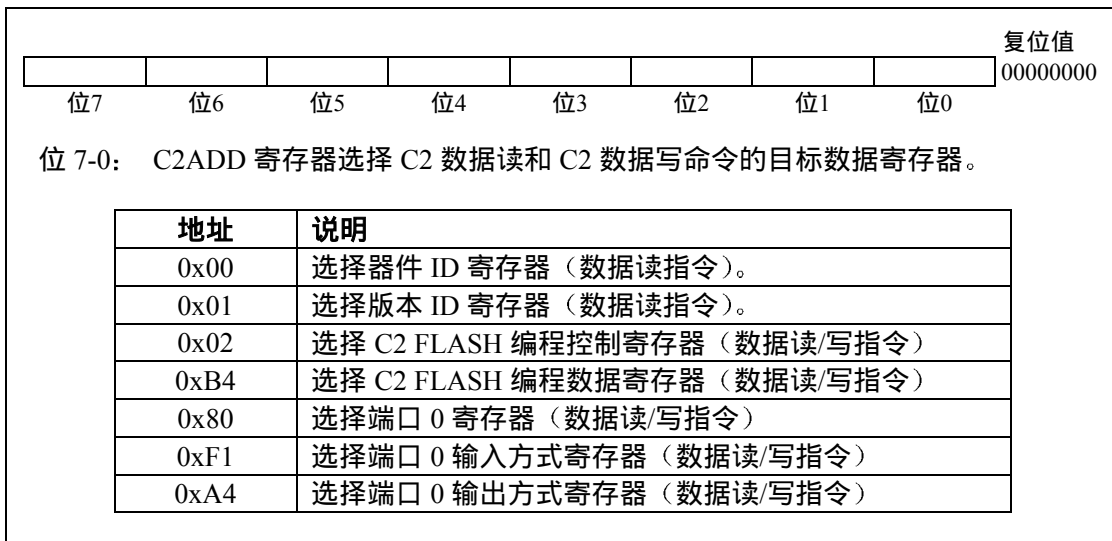 复位值
00000000
位7 位6 位5 位4 位3 位2 位1 位0
位 7-0： C2ADD 寄存器选择 C2 数据读和 C2 数据写命令的目标数据寄存器。
地址 说明
0x00 选择器件 ID 寄存器（数据读指令）。
0x01 选择版本 ID 寄存器（数据读指令）。
0x02 选择 C2 FLASH 编程控制寄存器（数据读/写指令）
0xB4 选择 C2 FLASH 编程数据寄存器（数据读/写指令）
0x80 选择端口 0 寄存器（数据读/写指令）
0xF1 选择端口 0 输入方式寄存器（数据读/写指令）
0xA4 选择端口 0 输出方式寄存器（数据读/写指令）